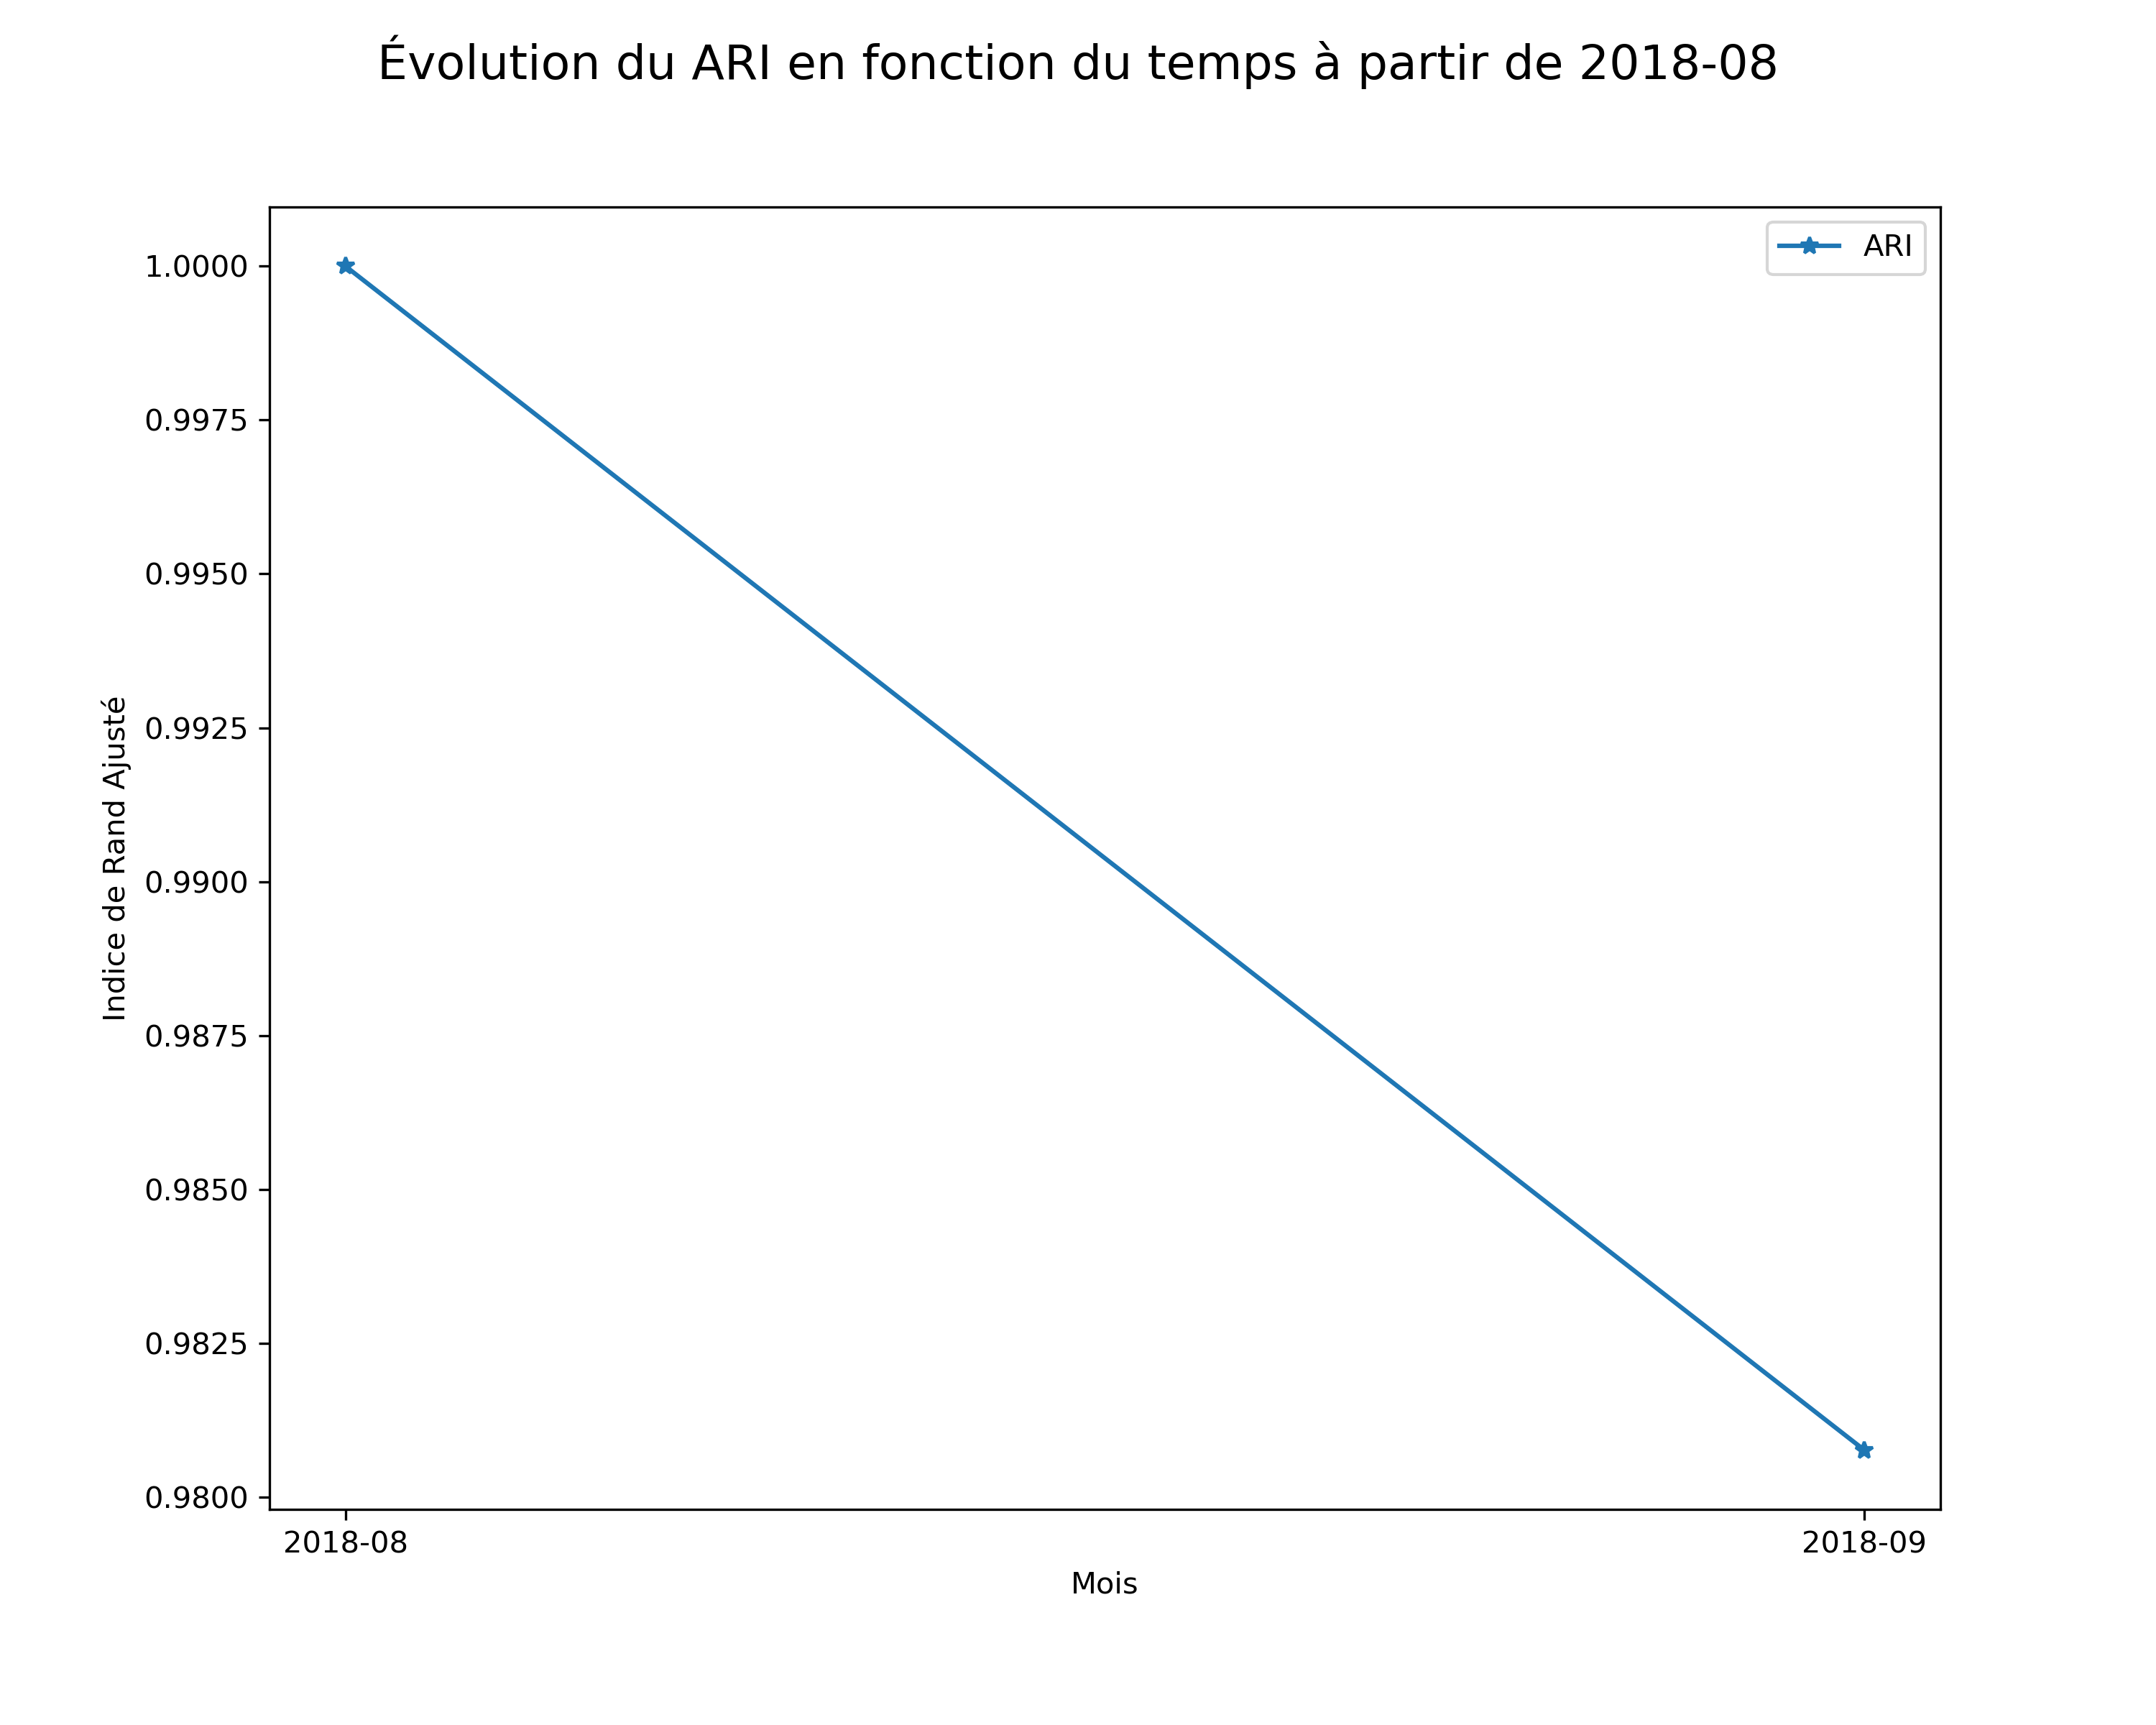 Évolution du ARI en fonction du temps à partir de 2018-08
ARI
1.0000
0.9975
0.9950
0.9925
0.9900
0.9875
0.9850
0.9825
0.9800
Indice de Rand Ajusté
2018-08 2018-09
Mois